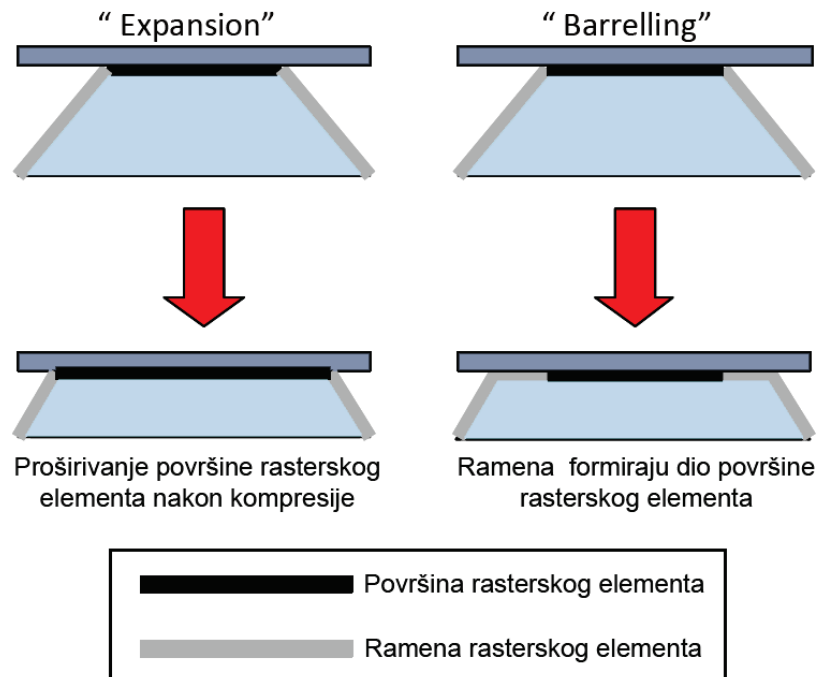 “ Expansion”
“ Barrelling”
Proširivanje površine rasterskog
elementa nakon kompresije
Ramena  formiraju dio površine
rasterskog elementa
Površina rasterskog elementa
Ramena rasterskog elementa